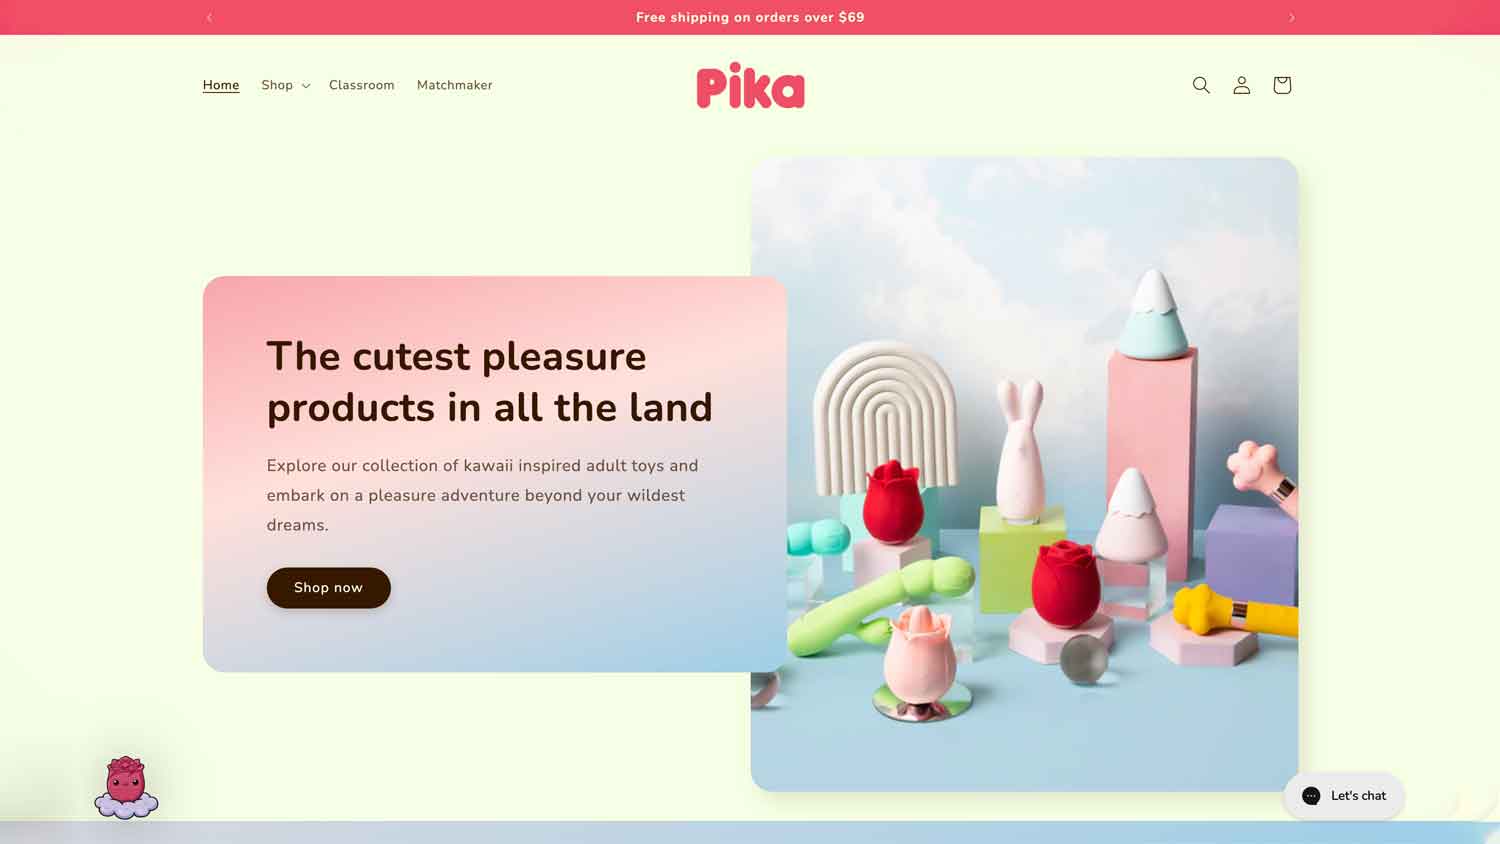 Free shipping on orders over $69
Home Shop Classroom Matchmaker
Pika
The cutest pleasure
products in all the land
Explore our collection of kawaii inspired adult toys and
embark on a pleasure adventure beyond your wildest
dreams.
Shop now
Let's chat